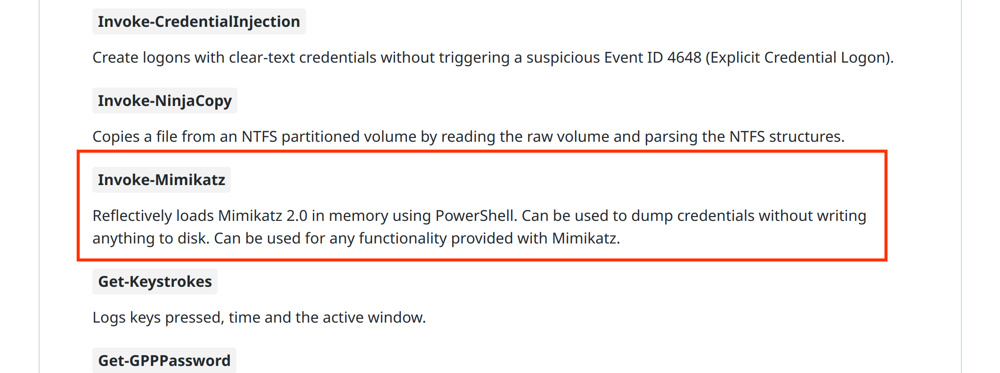 Invoke-CredentialInjection
Create logons with clear-text credentials without triggering a suspicious Event ID 4648 (Explicit Credential Logon).
Invoke-NinjaCopy
Copies a file from an NTFS partitioned volume by reading the raw volume and parsing the NTFS structures.
Invoke-Mimikatz
Reflectively loads Mimikatz 2.0 in memory using PowerShell. Can be used to dump credentials without writing
anything to disk. Can be used for any functionality provided with Mimikatz.
Get-Keystrokes
Logs keys pressed, time and the active window.
Get-GPPPassword